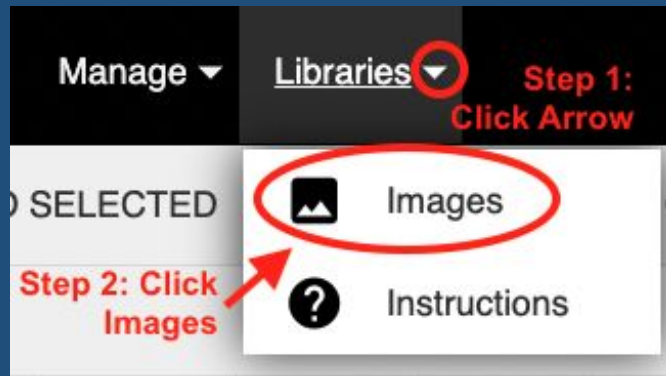 Manage
Libraries
Step 1:
Click Arrow
SELECTED
Images
Step 2: Click
Images
Instructions